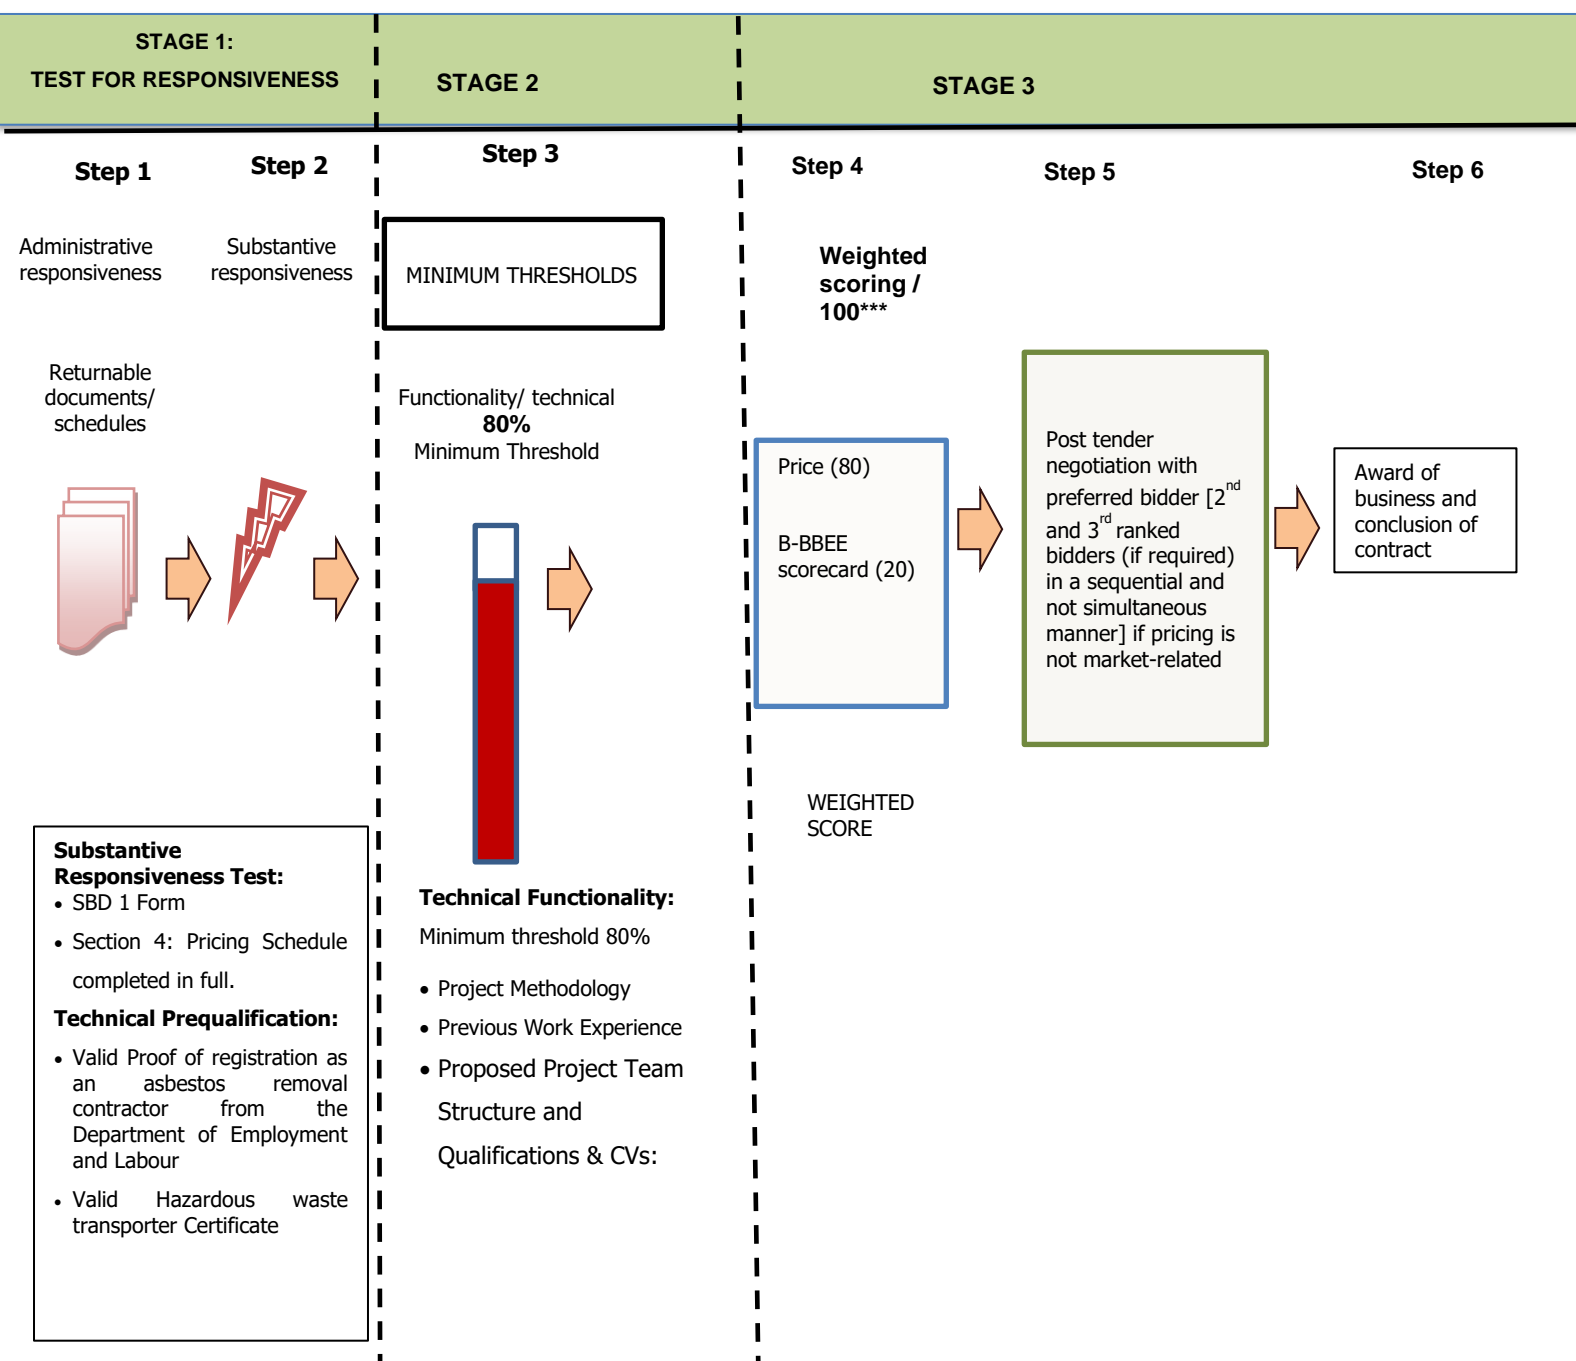 STAGE 1:
TEST FOR RESPONSIVENESS
STAGE 2
STAGE 3
Step 1
Step 2
Step 3
Step 4
Step 5
Step 6
Administrative
responsiveness
Substantive
responsiveness
MINIMUM THRESHOLDS
Weighted
scoring /
100***
Returnable
documents/
schedules
Functionality/ technical
80%
Minimum Threshold
Price (80)
B-BBEE
scorecard (20)
Post tender
negotiation with
preferred bidder [2nd
and 3rd ranked
bidders (if required)
in a sequential and
not simultaneous
manner] if pricing is
not market-related
Award of
business and
conclusion of
contract
WEIGHTED
SCORE
Substantive
Responsiveness Test:
• SBD 1 Form
• Section 4: Pricing Schedule
completed in full.
Technical Prequalification:
• Valid Proof of registration as
an asbestos removal
contractor from the
Department of Employment
and Labour
• Valid Hazardous waste
transporter Certificate
Technical Functionality:
Minimum threshold 80%
• Project Methodology
• Previous Work Experience
• Proposed Project Team
Structure and
Qualifications & CVs: